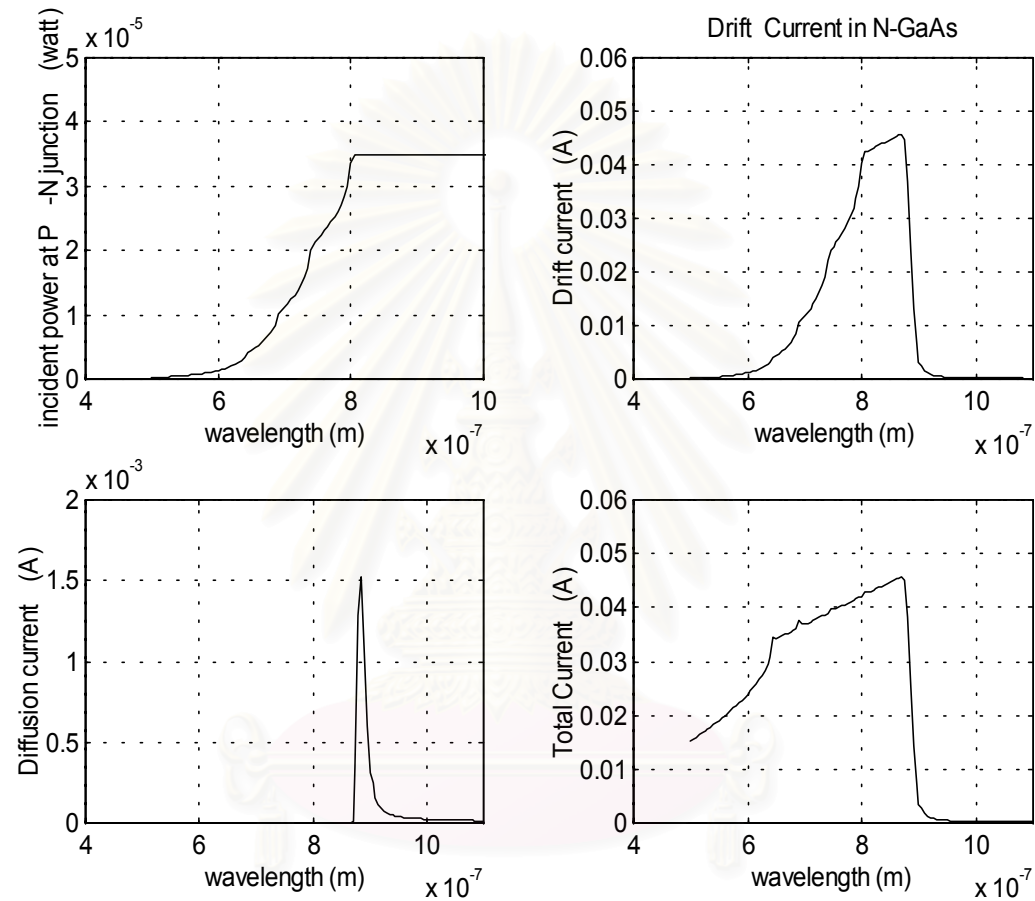 x 10-5
incident power at P -N junction (watt)
5
4
3
2
1
0
4 6 8 10
wavelength (m)
x 10-7
Drift Current in N-GaAs
Drift current (A)
0.06
0.05
0.04
0.03
0.02
0.01
0
4 6 8 10
wavelength (m)
x 10-7
x 10-3
Diffusion current (A)
2
1.5
1
0.5
0
4 6 8 10
wavelength (m)
x 10-7
Total Current (A)
0.06
0.05
0.04
0.03
0.02
0.01
0
4 6 8 10
wavelength (m)
x 10-7